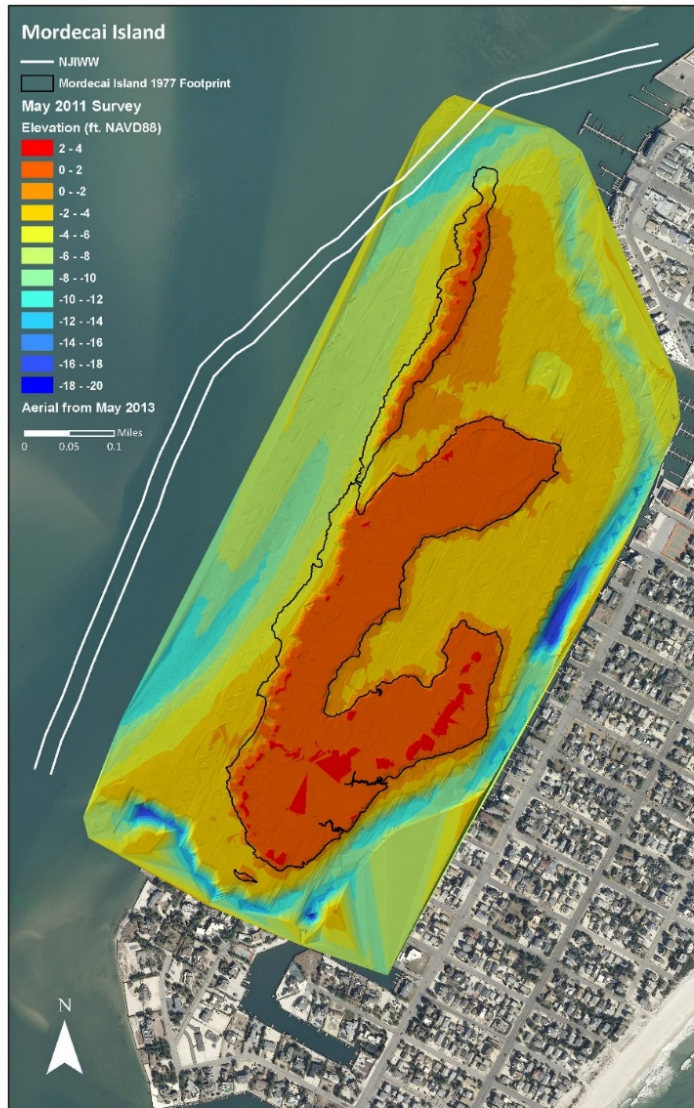 Mordecai Island
NJIWW
Mordecai Island 1977 Footprint
May 2011 Survey
Elevation (ft. NAVD88)
2 - 4
0 - 2
0 - -2
-2 - -4
-4 - -6
-6 - -8
-8 - -10
-10 - -12
-12 - -14
-14 - -16
-16 - -18
-18 - -20
Aerial from May 2013
Miles
0 0.05 0.1
N